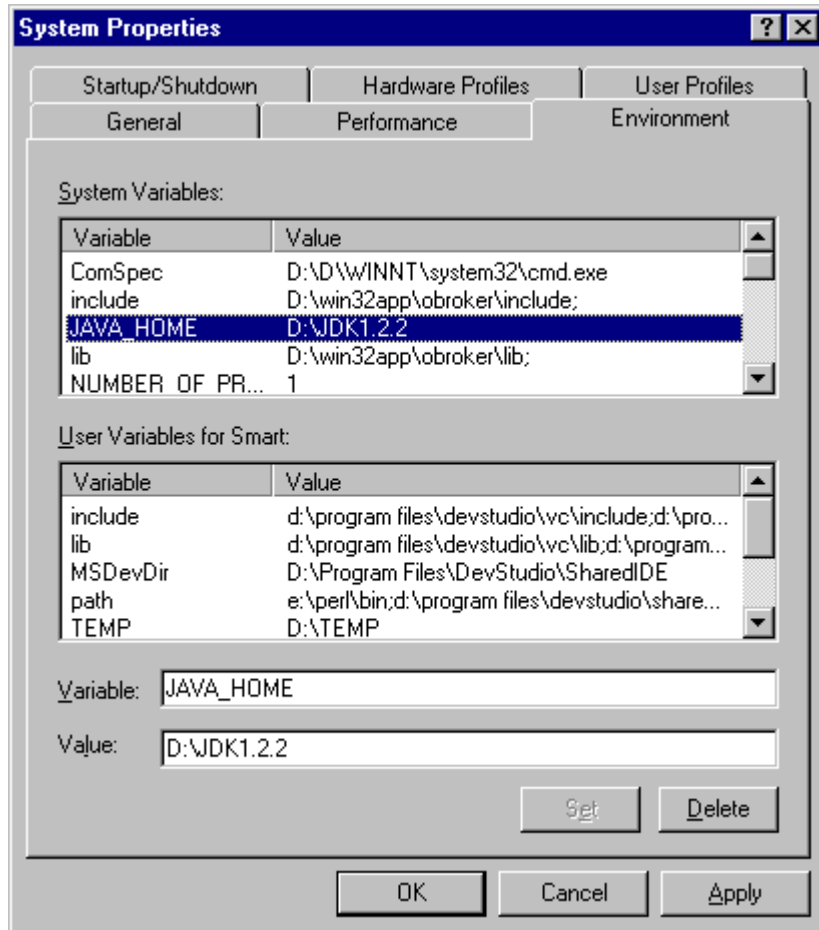 System Properties
Startup/Shutdown Hardware Profiles User Profiles
General Performance Environment
System Variables:
Variable Value
ComSpec D:\D\WINNT\system32\cmd.exe
include D:\win32app\obroker\include;
JAVA_HOME D:\JDK1.2.2
lib D:\win32app\obroker\lib;
NUMBER_OF_PR... 1
User Variables for Smart:
Variable Value
include d:\program files\devstudio\vc\include;d:\pro...
lib d:\program files\devstudio\vc\lib;d:\program...
MSDevDir D:\Program Files\DevStudio\SharedIDE
path e:\perl\bin;d:\program files\devstudio\share...
TEMP D:\TEMP
Variable: JAVA_HOME
Value: D:\JDK1.2.2
Set Delete
OK Cancel Apply